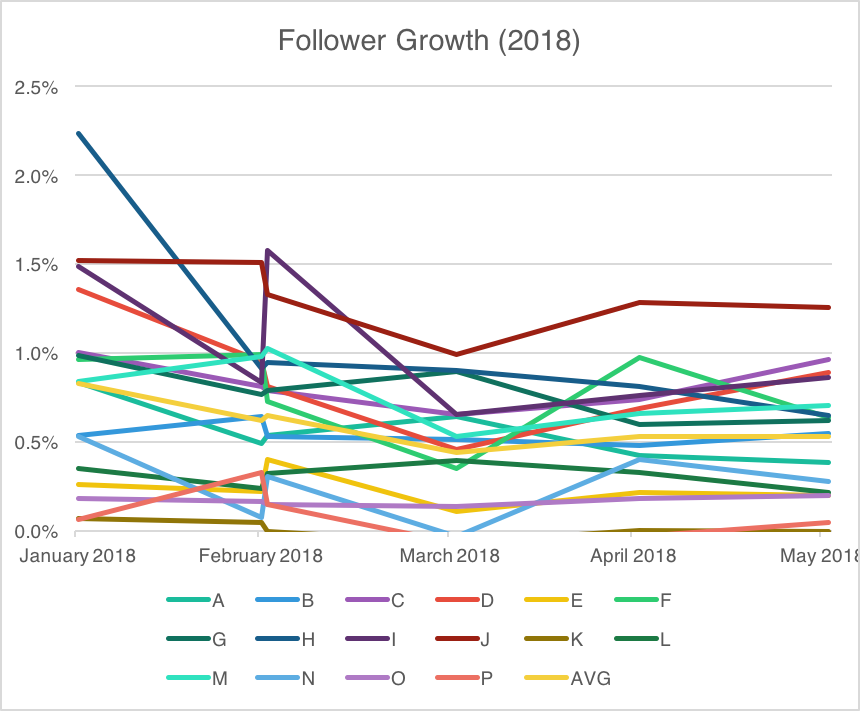 Follower Growth (2018)
2.5%
2.0%
1.5%
1.0%
0.5%
0.0%
January 2018 February 2018 March 2018 April 2018 May 2018
A B C D E F
G H I J K L
M N O P AVG